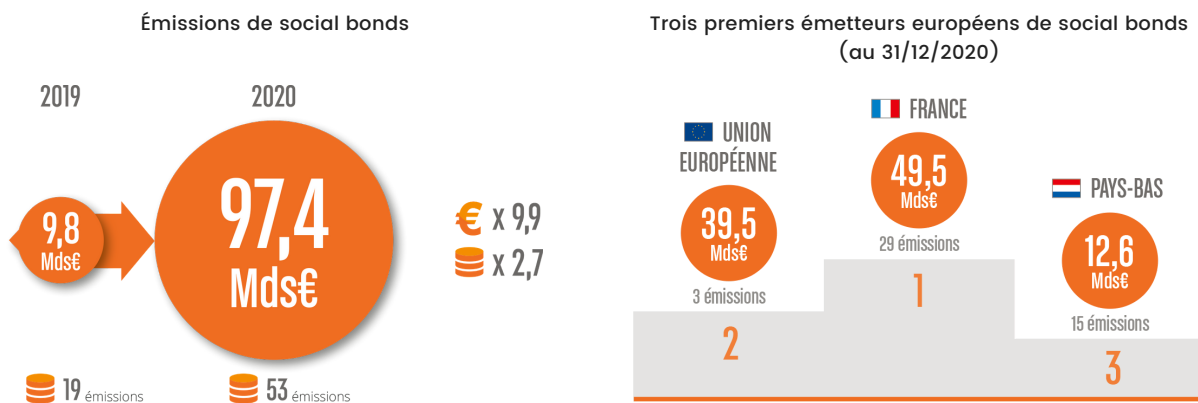 Émissions de social bonds
2019
2020
9,8
Mds€
97,4
Mds€
€ x 9,9
x 2,7
19 émissions
53 émissions
Trois premiers émetteurs européens de social bonds
(au 31/12/2020)
UNION
EUROPÉENNE
39,5
Mds€
3 émissions
2
FRANCE
49,5
Mds€
29 émissions
1
PAYS-BAS
12,6
Mds€
15 émissions
3